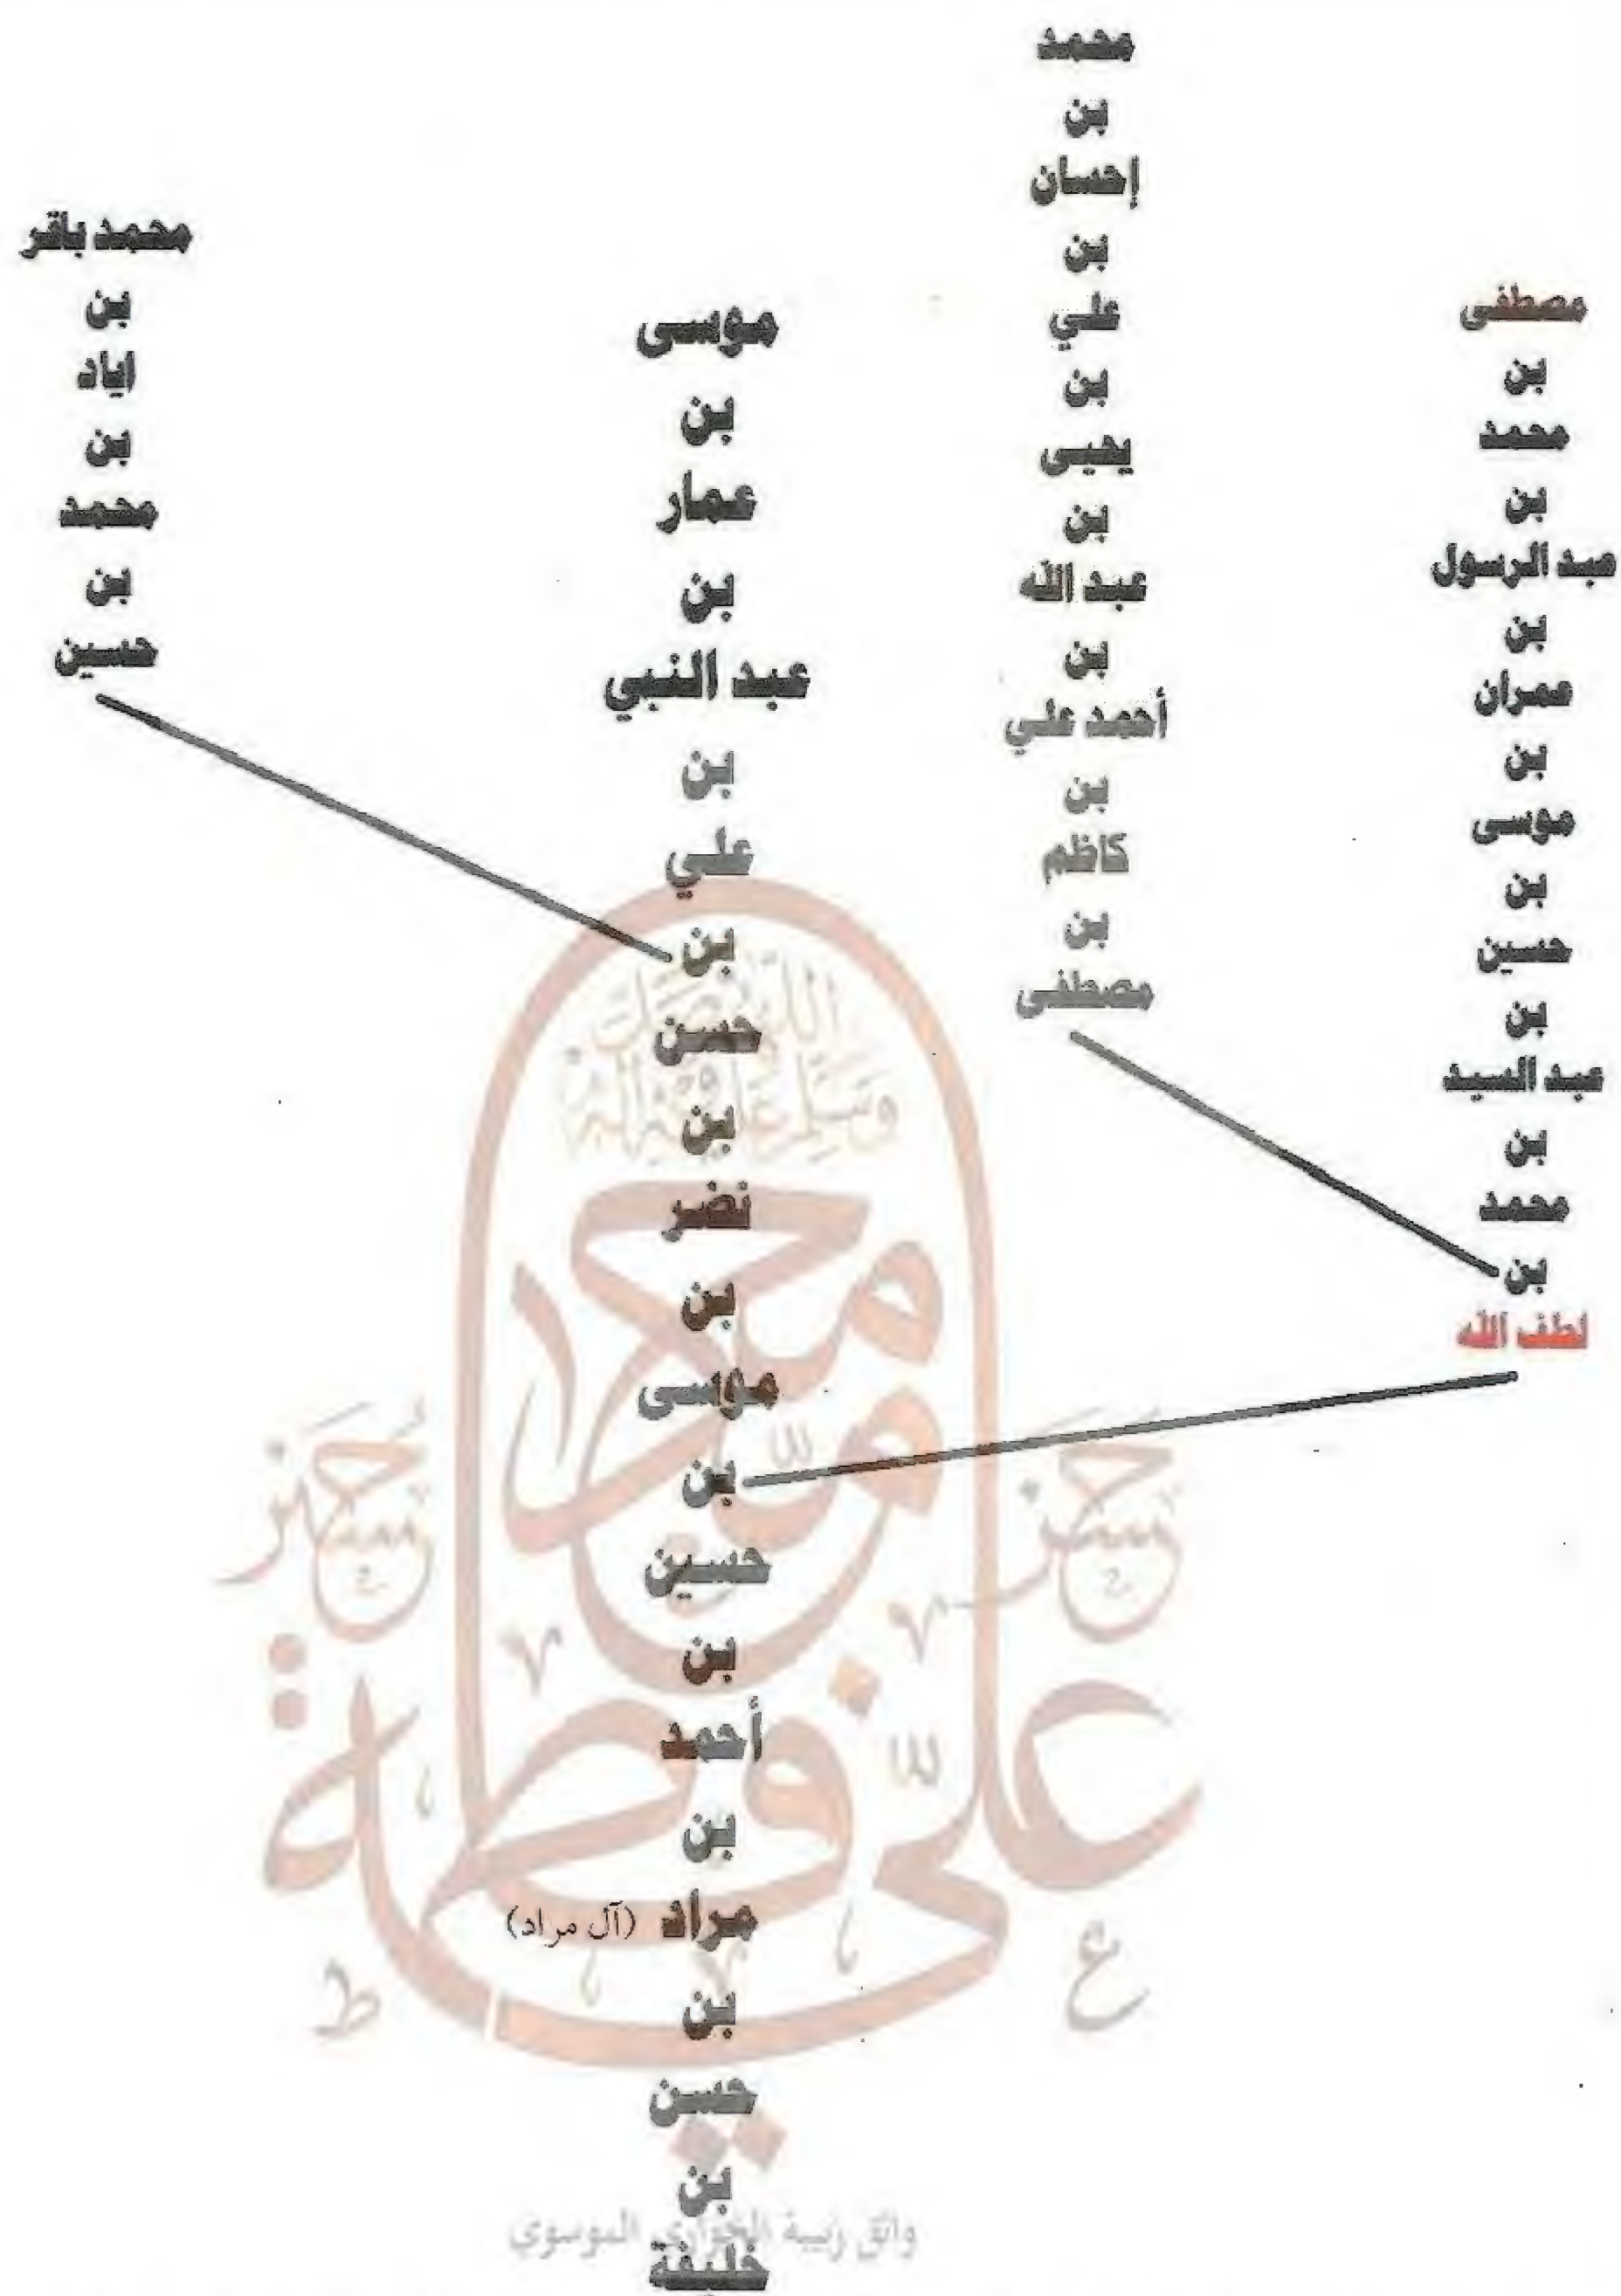 مصطفى
بن
محمد
بن
عبد الرسول
بن
عمران
بن
موسى
بن
حسين
بن
عبد السيد
بن
محمد
بن
لطف الله
محمد
بن
إحسان
بن
علي
بن
يحيى
بن
عبد الله
بن
أحمد علي
بن
كاظم
بن
مصطفى
موسى
بن
عمار
بن
عبد النبي
بن
علي
بن
حسن
بن
نضر
بن
موسى
بن
حسين
بن
أحمد
بن
مراد (آل مراد)
بن
حسن
بن
خليفة
محمد باقر
بن
اياد
بن
محمد
بن
حسين
الموسوي